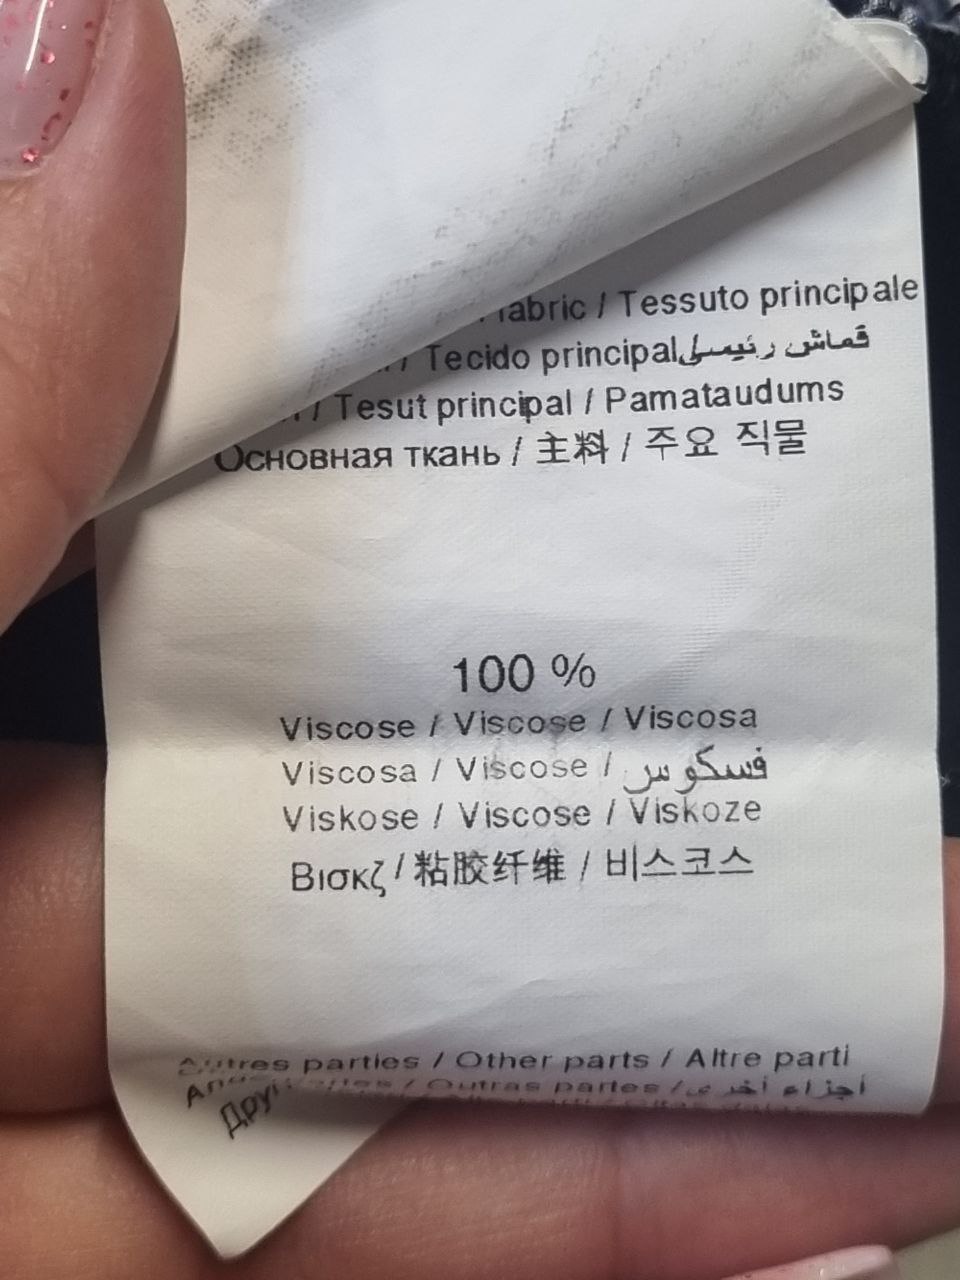 fabric / Tessuto principale
/ Tecido principal قماش رئيسي
/ Tesut principal / Pamataudums
Основная ткань / 主料 / 주요 직물
100 %
Viscose / Viscose / Viscosa
Viscosa / Viscose / فسكوس
Viskose / Viscose / Viskoze
Βισκζ / 粘胶纤维 / 비스코스
Autres parties / Other parts / Altre parti
/ Outras partes / أجزاء أخرى